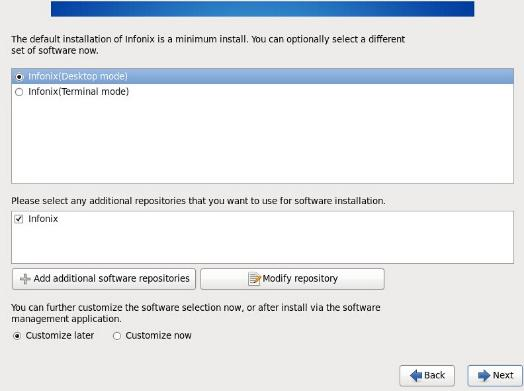 The default installation of Infonix is a minimum install. You can optionally select a different
set of software now.
Infonix(Desktop mode)
Infonix(Terminal mode)
Please select any additional repositories that you want to use for software installation.
Infonix
Add additional software repositories
Modify repository
You can further customize the software selection now, or after install via the software
management application.
Customize later
Customize now
Back
Next